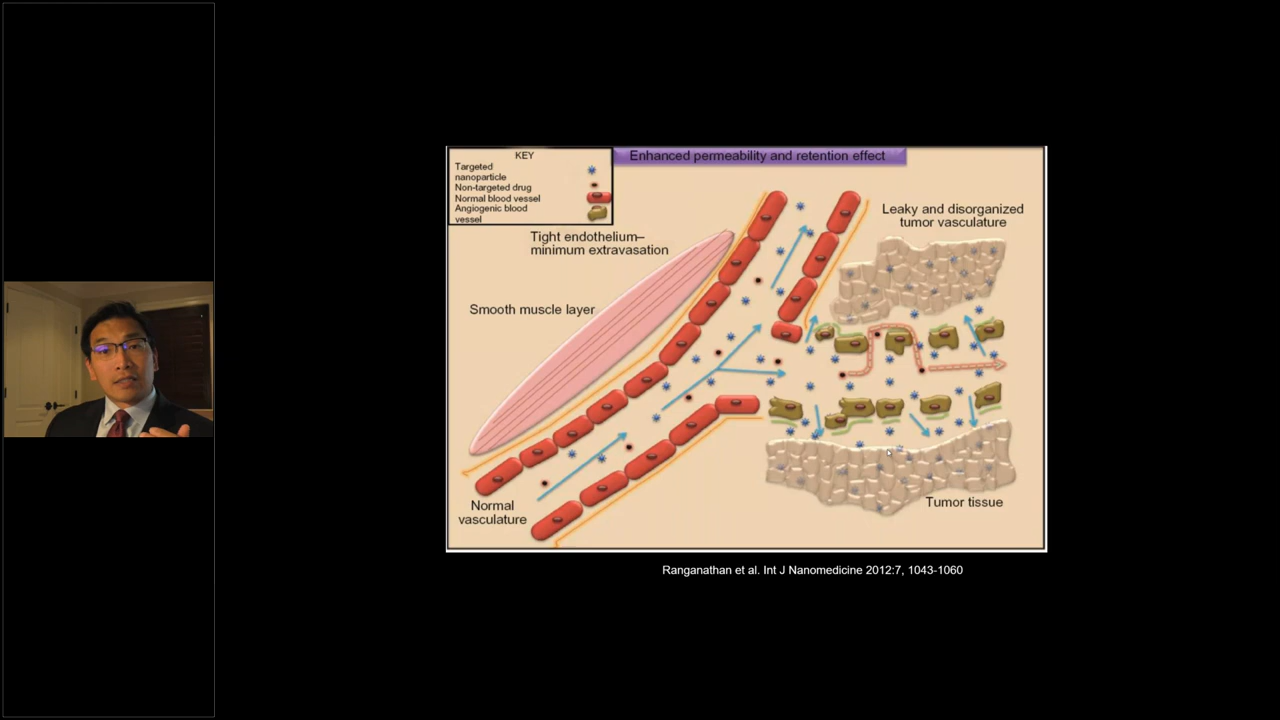 Enhanced permeability and retention effect
KEY
Targeted
nanoparticle
Non-targeted drug
Normal blood vessel
Angiogenic blood
vessel
Tight endothelium–
minimum extravasation
Leaky and disorganized
tumor vasculature
Smooth muscle layer
Normal
vasculature
Tumor tissue
Ranganathan et al. Int J Nanomedicine 2012:7, 1043-1060